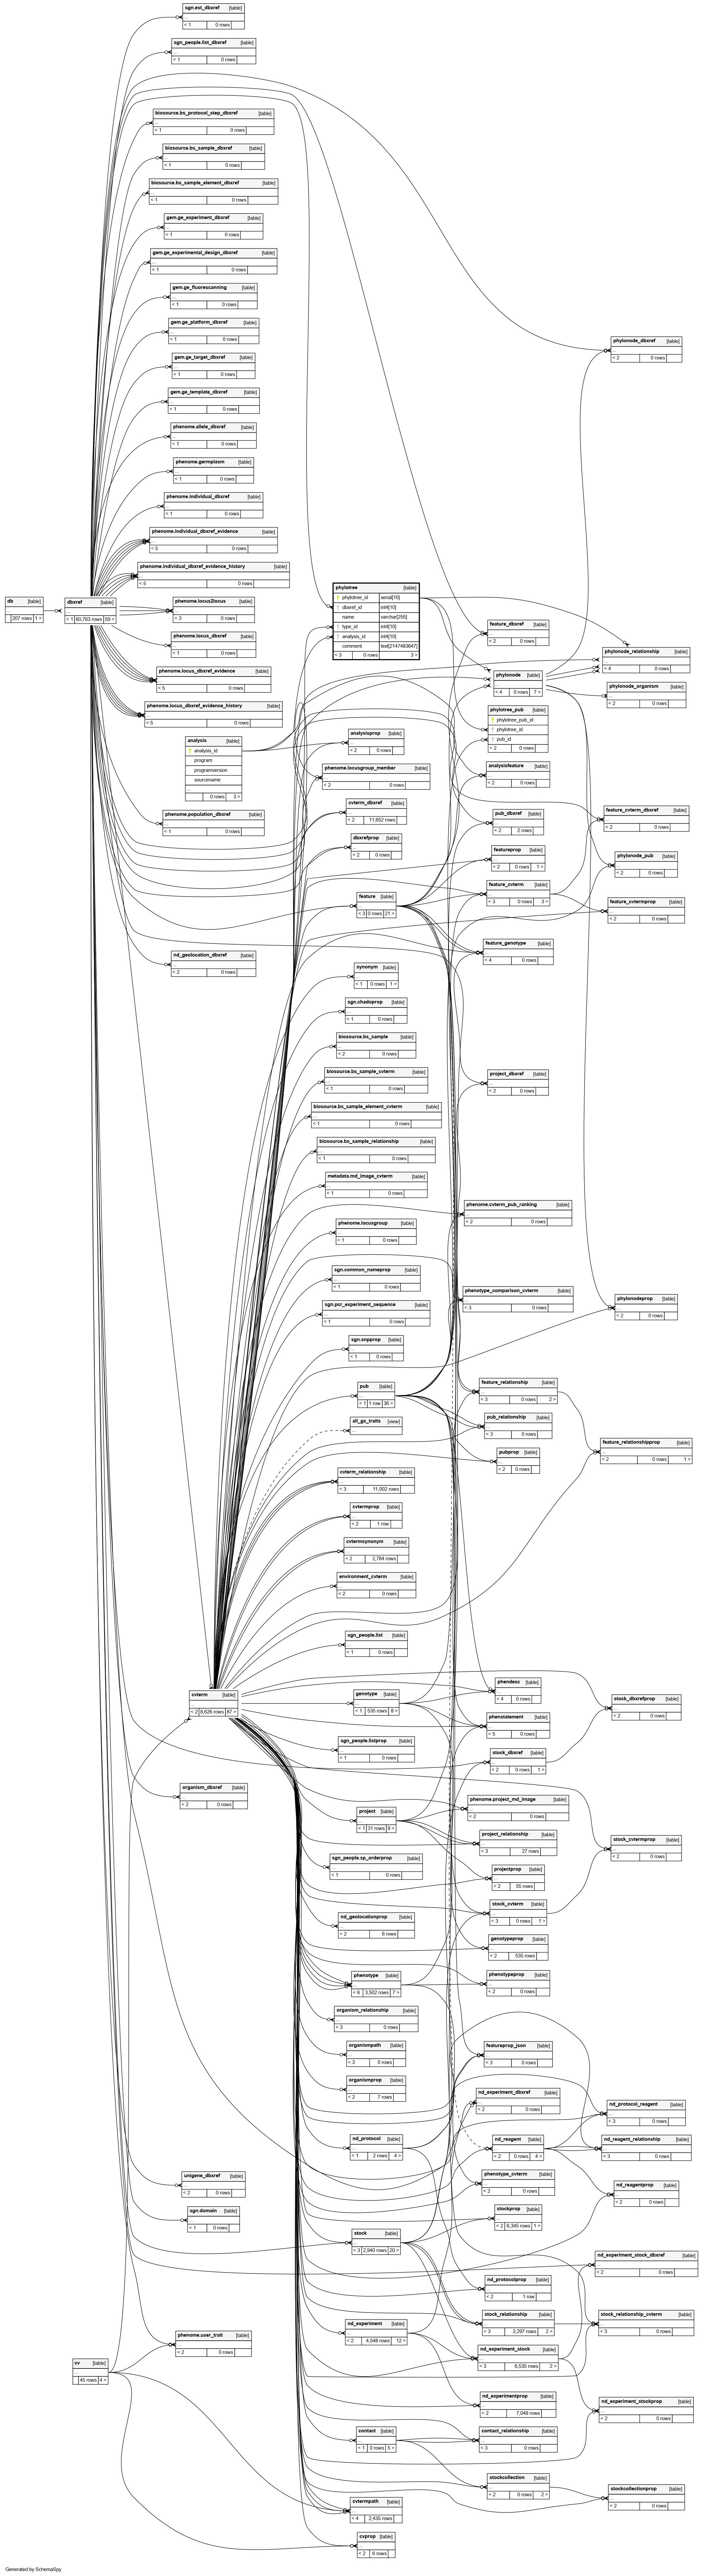 sgn.est_dbxref [table]
...
< 1 0 rows
sgn_people.list_dbxref [table]
...
< 1 0 rows
biosource.bs_protocol_step_dbxref [table]
...
< 1 0 rows
biosource.bs_sample_dbxref [table]
...
< 1 0 rows
biosource.bs_sample_element_dbxref [table]
...
< 1 0 rows
gem.ge_experiment_dbxref [table]
...
< 1 0 rows
gem.ge_experimental_design_dbxref [table]
...
< 1 0 rows
gem.ge_fluorescanning [table]
...
< 1 0 rows
gem.ge_platform_dbxref [table]
...
< 1 0 rows
gem.ge_target_dbxref [table]
...
< 1 0 rows
gem.ge_template_dbxref [table]
...
< 1 0 rows
phenome.allele_dbxref [table]
...
< 1 0 rows
phenome.germplasm [table]
...
< 1 0 rows
phenome.individual_dbxref [table]
...
< 1 0 rows
phenome.individual_dbxref_evidence [table]
...
< 5 0 rows
phenome.individual_dbxref_evidence_history [table]
...
< 5 0 rows
db [table]
...
207 rows 1 >
dbxref [table]
...
< 1 60,763 rows 59 >
phenome.locus2locus [table]
...
< 3 0 rows
phenome.locus_dbxref [table]
...
< 1 0 rows
phenome.locus_dbxref_evidence [table]
...
< 5 0 rows
phenome.locus_dbxref_evidence_history [table]
...
< 5 0 rows
analysis [table]
analysis_id
program
programversion
sourcename
...
0 rows 3 >
phenome.population_dbxref [table]
...
< 1 0 rows
nd_geolocation_dbxref [table]
...
< 2 0 rows
phylotree [table]
phylotree_id serial[10]
dbxref_id int4[10]
name varchar[255]
type_id int4[10]
analysis_id int4[10]
comment text[2147483647]
< 3 0 rows 3 >
analysisprop [table]
...
< 2 0 rows
phenome.locusgroup_member [table]
...
< 2 0 rows
cvterm_dbxref [table]
...
< 2 11,652 rows
dbxrefprop [table]
...
< 2 0 rows
feature [table]
...
< 3 0 rows 21 >
synonym [table]
...
< 1 0 rows 1 >
sgn.chadoprop [table]
...
< 1 0 rows
biosource.bs_sample [table]
...
< 2 0 rows
biosource.bs_sample_cvterm [table]
...
< 1 0 rows
biosource.bs_sample_element_cvterm [table]
...
< 1 0 rows
biosource.bs_sample_relationship [table]
...
< 1 0 rows
metadata.md_image_cvterm [table]
...
< 1 0 rows
phenome.locusgroup [table]
...
< 1 0 rows
sgn.common_nameprop [table]
...
< 1 0 rows
sgn.pcr_experiment_sequence [table]
...
< 1 0 rows
sgn.snpprop [table]
...
< 1 0 rows
pub [table]
...
< 1 1 row 36 >
all_gs_traits [view]
...
cvterm_relationship [table]
...
< 3 11,002 rows
cvtermprop [table]
...
< 2 1 row
cvtermsynonym [table]
...
< 2 2,784 rows
environment_cvterm [table]
...
< 2 0 rows
sgn_people.list [table]
...
< 1 0 rows
cvterm [table]
...
< 2 8,626 rows 87 >
genotype [table]
...
< 1 535 rows 8 >
sgn_people.listprop [table]
...
< 1 0 rows
organism_dbxref [table]
...
< 2 0 rows
project [table]
...
< 1 31 rows 9 >
sgn_people.sp_orderprop [table]
...
< 1 0 rows
nd_geolocationprop [table]
...
< 2 6 rows
phenotype [table]
...
< 6 3,502 rows 7 >
organism_relationship [table]
...
< 3 0 rows
organismpath [table]
...
< 3 0 rows
organismprop [table]
...
< 2 7 rows
nd_protocol [table]
...
< 1 2 rows 4 >
unigene_dbxref [table]
...
< 2 0 rows
sgn.domain [table]
...
< 1 0 rows
stock [table]
...
< 3 2,940 rows 20 >
nd_experiment [table]
...
< 2 4,548 rows 12 >
phenome.user_trait [table]
...
< 2 0 rows
cv [table]
...
45 rows 4 >
contact [table]
...
< 1 0 rows 5 >
cvtermpath [table]
...
< 4 2,435 rows
cvprop [table]
...
< 2 6 rows
phylonode_dbxref [table]
...
< 2 0 rows
feature_dbxref [table]
...
< 2 0 rows
phylonode_relationship [table]
...
< 4 0 rows
phylonode [table]
...
< 4 0 rows 7 >
phylonode_organism [table]
...
< 2 0 rows
phylotree_pub [table]
phylotree_pub_id
phylotree_id
pub_id
< 2 0 rows
analysisfeature [table]
...
< 2 0 rows
pub_dbxref [table]
...
< 2 2 rows
feature_cvterm_dbxref [table]
...
< 2 0 rows
featureprop [table]
...
< 2 0 rows 1 >
phylonode_pub [table]
...
< 2 0 rows
feature_cvterm [table]
...
< 3 0 rows 3 >
feature_cvtermprop [table]
...
< 2 0 rows
feature_genotype [table]
...
< 4 0 rows
project_dbxref [table]
...
< 2 0 rows
phenome.cvterm_pub_ranking [table]
...
< 2 0 rows
phenotype_comparison_cvterm [table]
...
< 3 0 rows
phylonodeprop [table]
...
< 2 0 rows
feature_relationship [table]
...
< 3 0 rows 2 >
pub_relationship [table]
...
< 3 0 rows
feature_relationshipprop [table]
...
< 2 0 rows 1 >
pubprop [table]
...
< 2 0 rows
phendesc [table]
...
< 4 0 rows
stock_dbxrefprop [table]
...
< 2 0 rows
phenstatement [table]
...
< 5 0 rows
stock_dbxref [table]
...
< 2 0 rows 1 >
phenome.project_md_image [table]
...
< 2 0 rows
project_relationship [table]
...
< 3 27 rows
stock_cvtermprop [table]
...
< 2 0 rows
projectprop [table]
...
< 2 55 rows
stock_cvterm [table]
...
< 3 0 rows 1 >
genotypeprop [table]
...
< 2 535 rows
phenotypeprop [table]
...
< 2 0 rows
featureprop_json [table]
...
< 3 0 rows
nd_experiment_dbxref [table]
...
< 2 0 rows
nd_protocol_reagent [table]
...
< 3 0 rows
nd_reagent [table]
...
< 2 0 rows 4 >
nd_reagent_relationship [table]
...
< 3 0 rows
phenotype_cvterm [table]
...
< 2 0 rows
nd_reagentprop [table]
...
< 2 0 rows
stockprop [table]
...
< 2 6,345 rows 1 >
nd_experiment_stock_dbxref [table]
...
< 2 0 rows
nd_protocolprop [table]
...
< 2 1 row
stock_relationship [table]
...
< 3 3,297 rows 2 >
stock_relationship_cvterm [table]
...
< 3 0 rows
nd_experiment_stock [table]
...
< 3 6,535 rows 2 >
nd_experimentprop [table]
...
< 2 7,048 rows
nd_experiment_stockprop [table]
...
< 2 0 rows
contact_relationship [table]
...
< 3 0 rows
stockcollection [table]
...
< 2 0 rows 2 >
stockcollectionprop [table]
...
< 2 0 rows
Generated by SchemaSpy